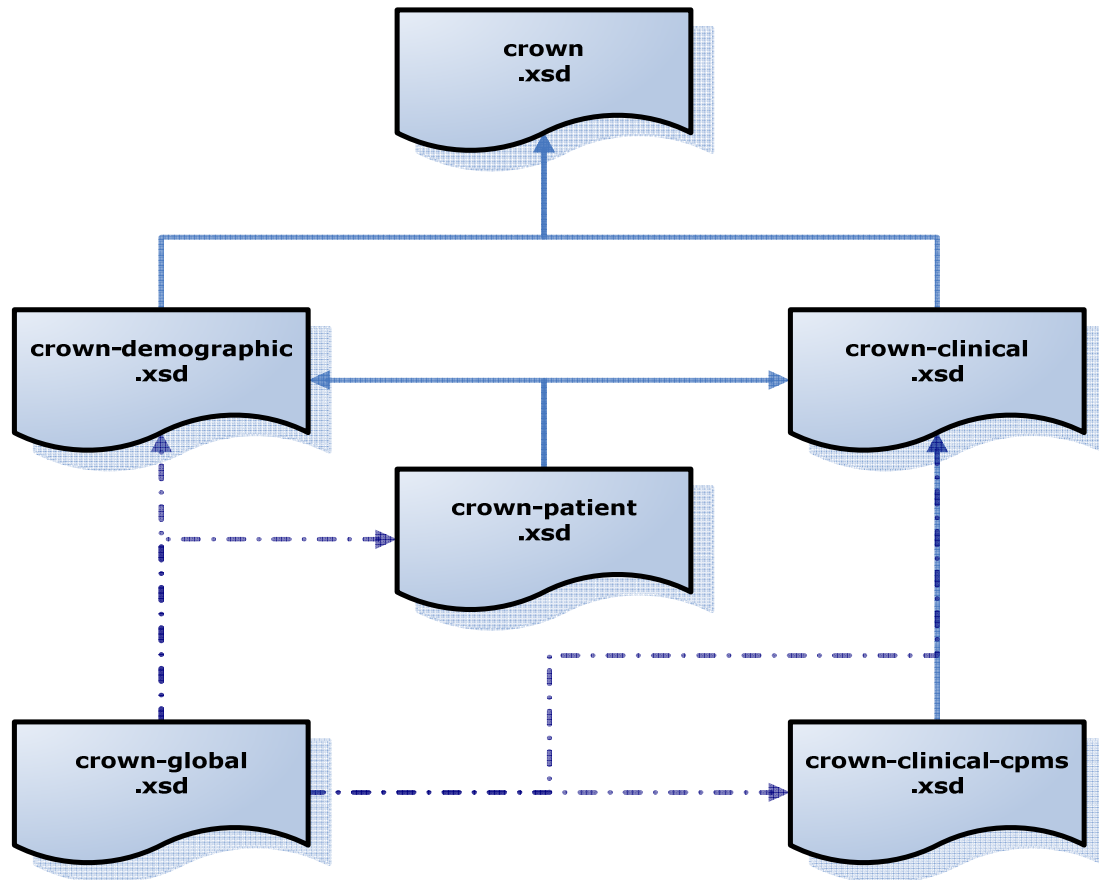 crown
.xsd
crown-demographic
.xsd
crown-clinical
.xsd
crown-patient
.xsd
crown-global
.xsd
crown-clinical-cpms
.xsd